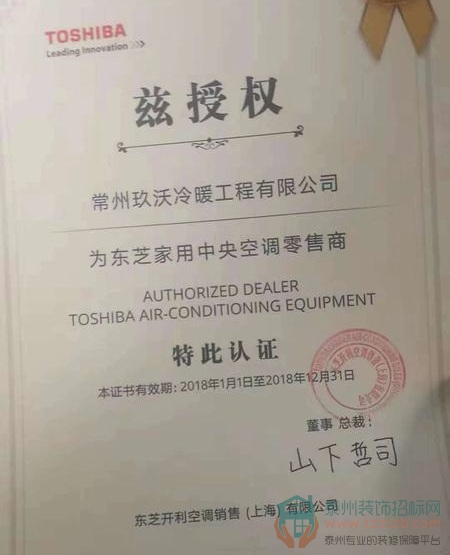 TOSHIBA
Leading Innovation >>>
兹授权
常州玖沃冷暖工程有限公司
为东芝家用中央空调零售商
AUTHORIZED DEALER
TOSHIBA AIR-CONDITIONING EQUIPMENT
特此认证
本证书有效期: 2018年1月1日至2018年12月31日
董事 总裁:
山下哲司
东芝开利空调销售 (上海) 有限公司
泰州装饰招标网
泰州专业的装修保障平台